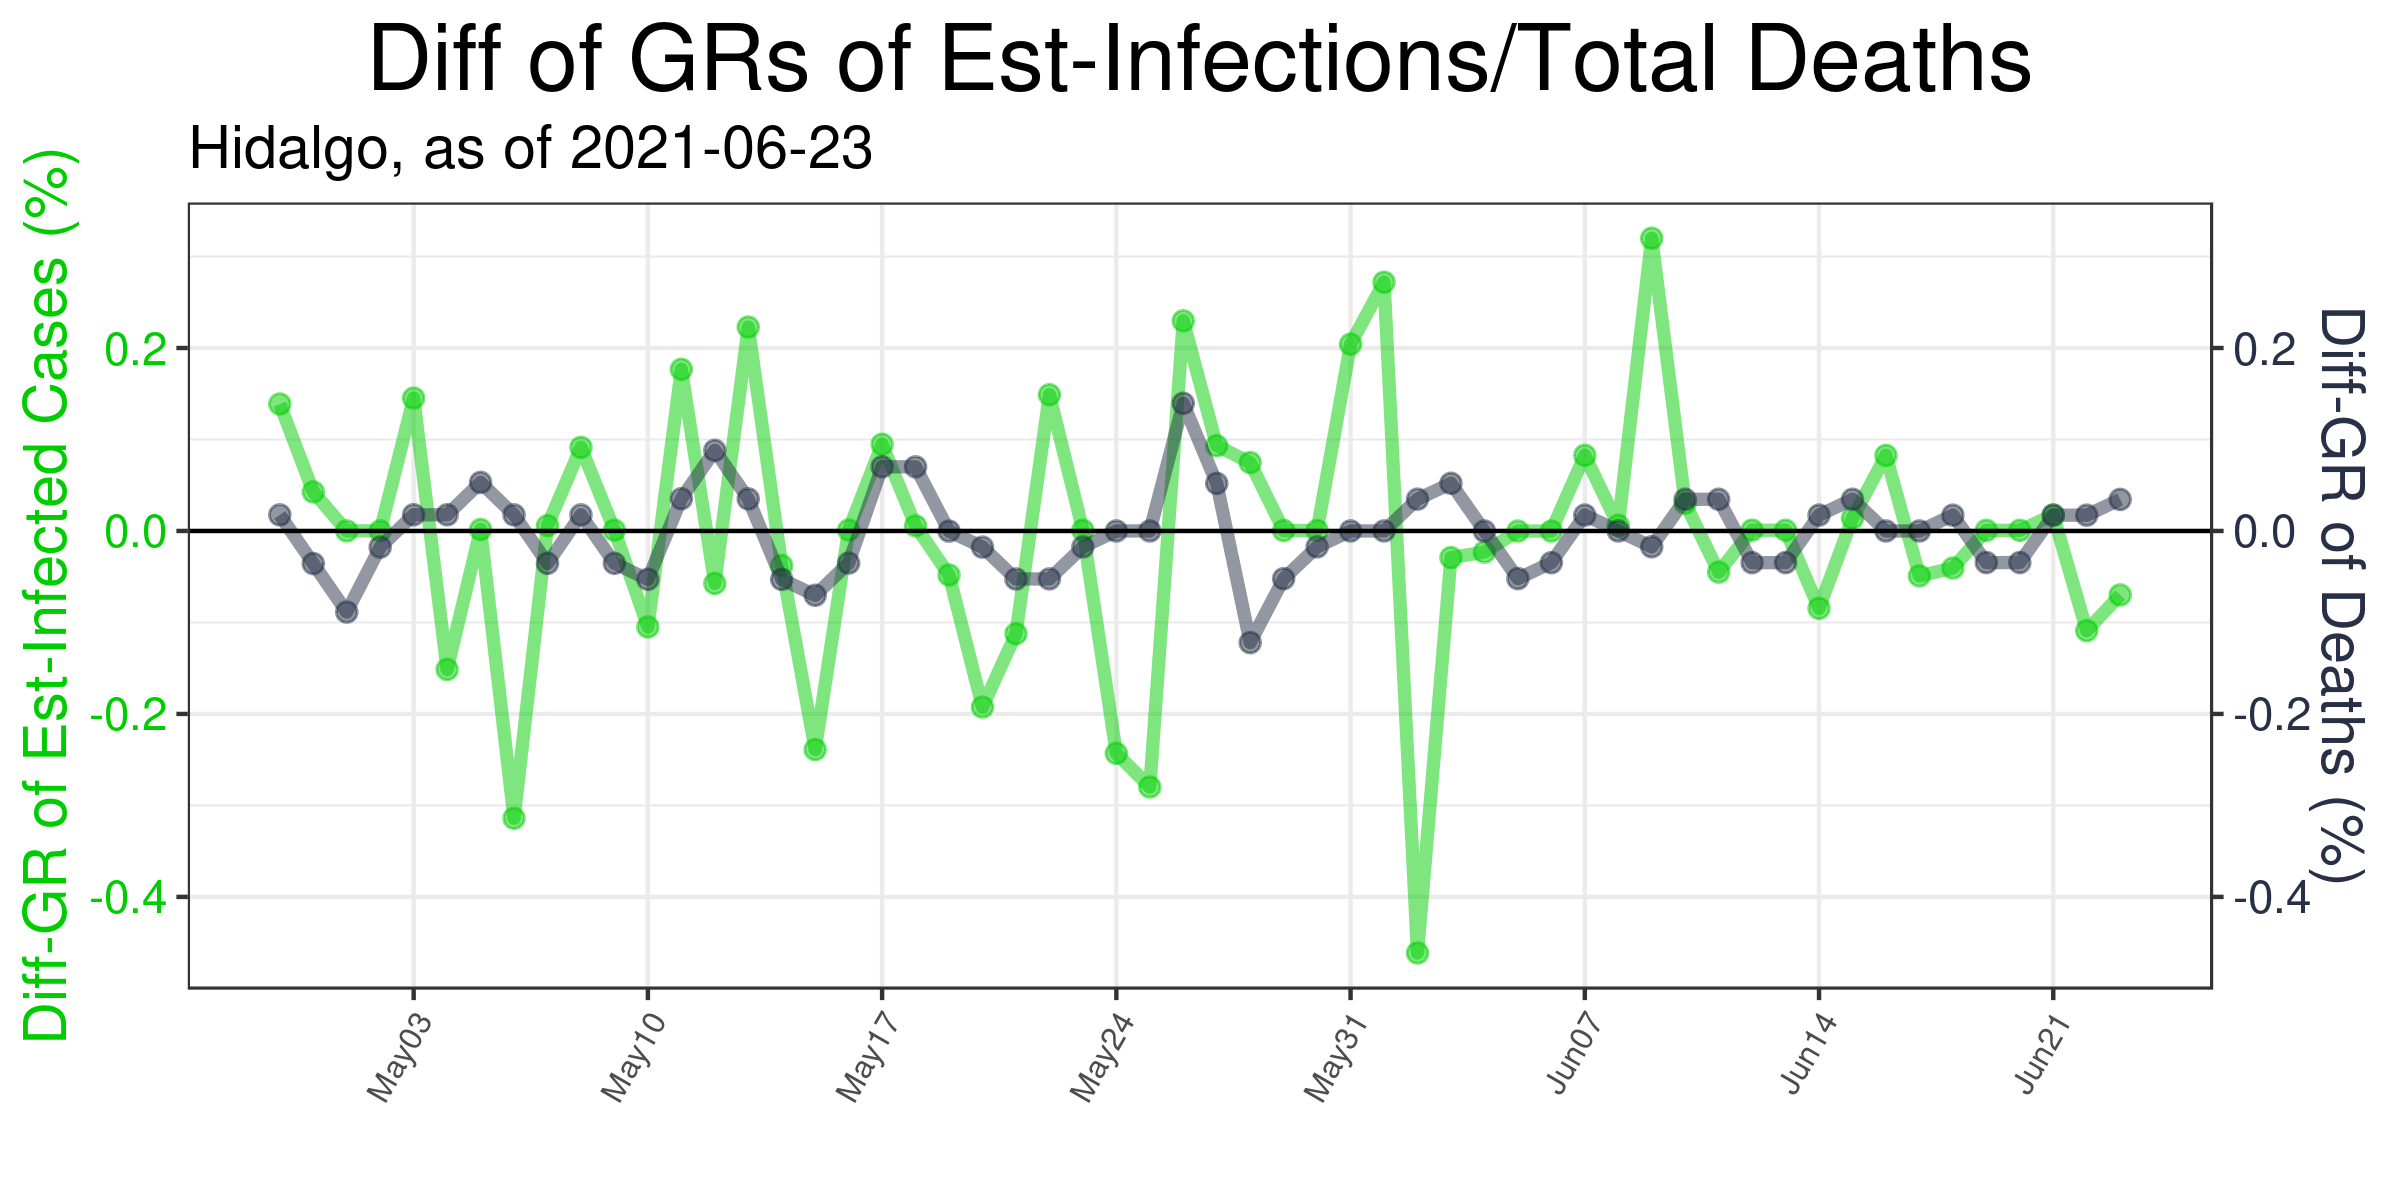 Diff of GRs of Est-Infections/Total Deaths
Hidalgo, as of 2021-06-23
Diff-GR of Est-Infected Cases (%)
0.2
0.0
-0.2
-0.4
0.2
0.0
-0.2
-0.4
Diff-GR of Deaths (%)
May03
May10
May17
May24
May31
Jun07
Jun14
Jun21